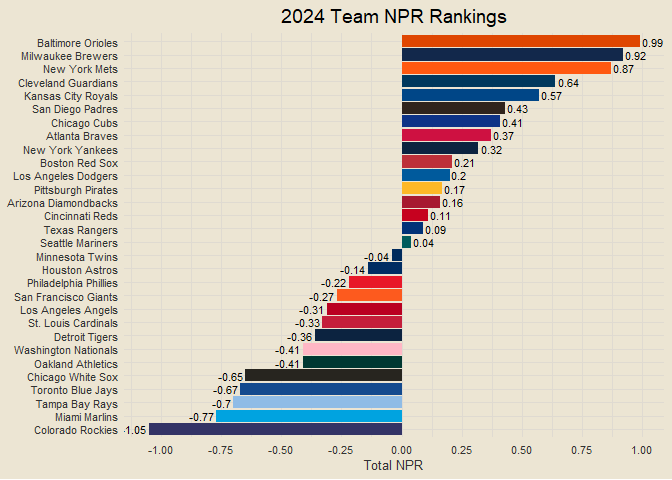 2024 Team NPR Rankings
Baltimore Orioles 0.99
Milwaukee Brewers 0.92
New York Mets 0.87
Cleveland Guardians 0.64
Kansas City Royals 0.57
San Diego Padres 0.43
Chicago Cubs 0.41
Atlanta Braves 0.37
New York Yankees 0.32
Boston Red Sox 0.21
Los Angeles Dodgers 0.2
Pittsburgh Pirates 0.17
Arizona Diamondbacks 0.16
Cincinnati Reds 0.11
Texas Rangers 0.09
Seattle Mariners 0.04
Minnesota Twins -0.04
Houston Astros -0.14
Philadelphia Phillies -0.22
San Francisco Giants -0.27
Los Angeles Angels -0.31
St. Louis Cardinals -0.33
Detroit Tigers -0.36
Washington Nationals -0.41
Oakland Athletics -0.41
Chicago White Sox -0.65
Toronto Blue Jays -0.67
Tampa Bay Rays -0.7
Miami Marlins -0.77
Colorado Rockies -1.05
-1.00 -0.75 -0.50 -0.25 0.00 0.25 0.50 0.75 1.00
Total NPR